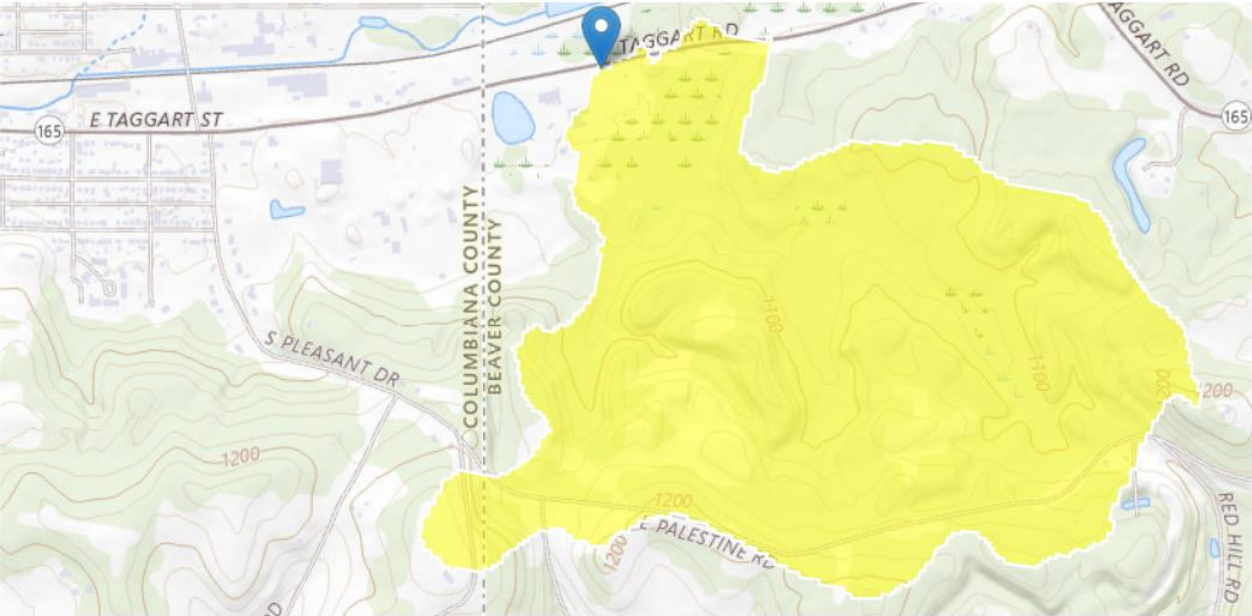 TAGGART RD
AGGART RD
165
E TAGGART ST
165
COLUMBIANA COUNTY
BEAVER COUNTY
1100
S PLEASANT DR
1100
1200
1200
1200
1200
E PALESTINE RD
1200
RED HILL RD
D